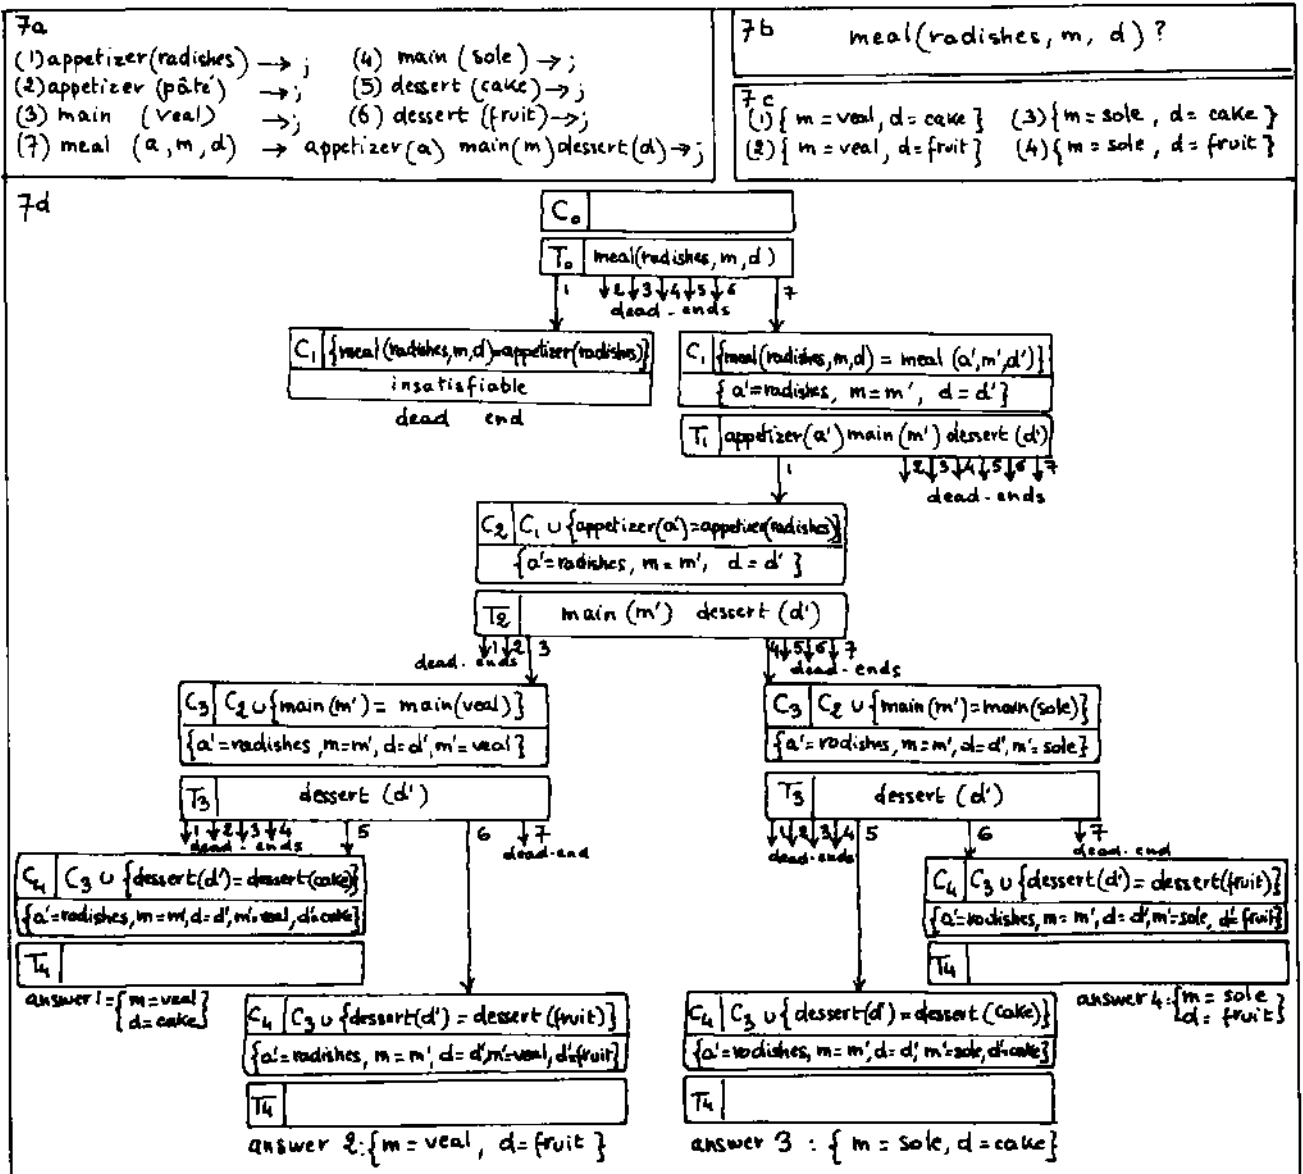 7a
(1) appetizer(radishes) → ;
(2) appetizer (pâté) → ;
(3) main (veal) → ;
(4) main (sole) → ;
(5) dessert (cake) → ;
(6) dessert (fruit) → ;
(7) meal (a, m, d) → appetizer(a) main(m) dessert(d) → ;
7b
meal(radishes, m, d) ?
7c
(1) { m = veal, d = cake } (3) { m = sole , d = cake }
(2) { m = veal, d = fruit } (4) { m = sole , d = fruit }
7d
C₀
T₀ meal(radishes, m, d)
1 2 3 4 5 6 7
dead-ends
C₁ {meal(radishes, m, d) = appetizer(radishes)}
insatisfiable
dead end
C₁ {meal(radishes, m, d) = meal (a', m', d')}
{ a' = radishes, m = m', d = d' }
T₁ appetizer(a') main(m') dessert (d')
1 2 3 4 5 6 7
dead-ends
C₂ C₁ ∪ {appetizer(a') = appetizer(radishes)}
{a' = radishes, m = m', d = d' }
T₂ main (m') dessert (d')
1 2 3 4 5 6 7
dead-ends
dead-ends
C₃ C₂ ∪ {main(m') = main(veal)}
{a' = radishes, m = m', d = d', m' = veal}
T₃ dessert (d')
1 2 3 4 5 6 7
dead-ends
dead-end
C₃ C₂ ∪ {main(m') = main(sole)}
{a' = radishes, m = m', d = d', m' = sole}
T₃ dessert (d')
1 2 3 4 5 6 7
dead-ends
dead-end
C₄ C₃ ∪ {dessert(d') = dessert(cake)}
{a' = radishes, m = m', d = d', m' = veal, d' = cake}
T₄
answer 1 = { m = veal
d = cake }
C₄ C₃ ∪ {dessert(d') = dessert(fruit)}
{a' = radishes, m = m', d = d', m' = sole, d' = fruit}
T₄
answer 4 : { m = sole
d = fruit }
C₄ C₃ ∪ {dessert(d') = dessert (fruit)}
{a' = radishes, m = m', d = d', m' = veal, d' = fruit}
T₄
answer 2 : { m = veal, d = fruit }
C₄ C₃ ∪ {dessert(d') = dessert (cake)}
{a' = radishes, m = m', d = d', m' = sole, d' = cake}
T₄
answer 3 : { m = sole, d = cake}